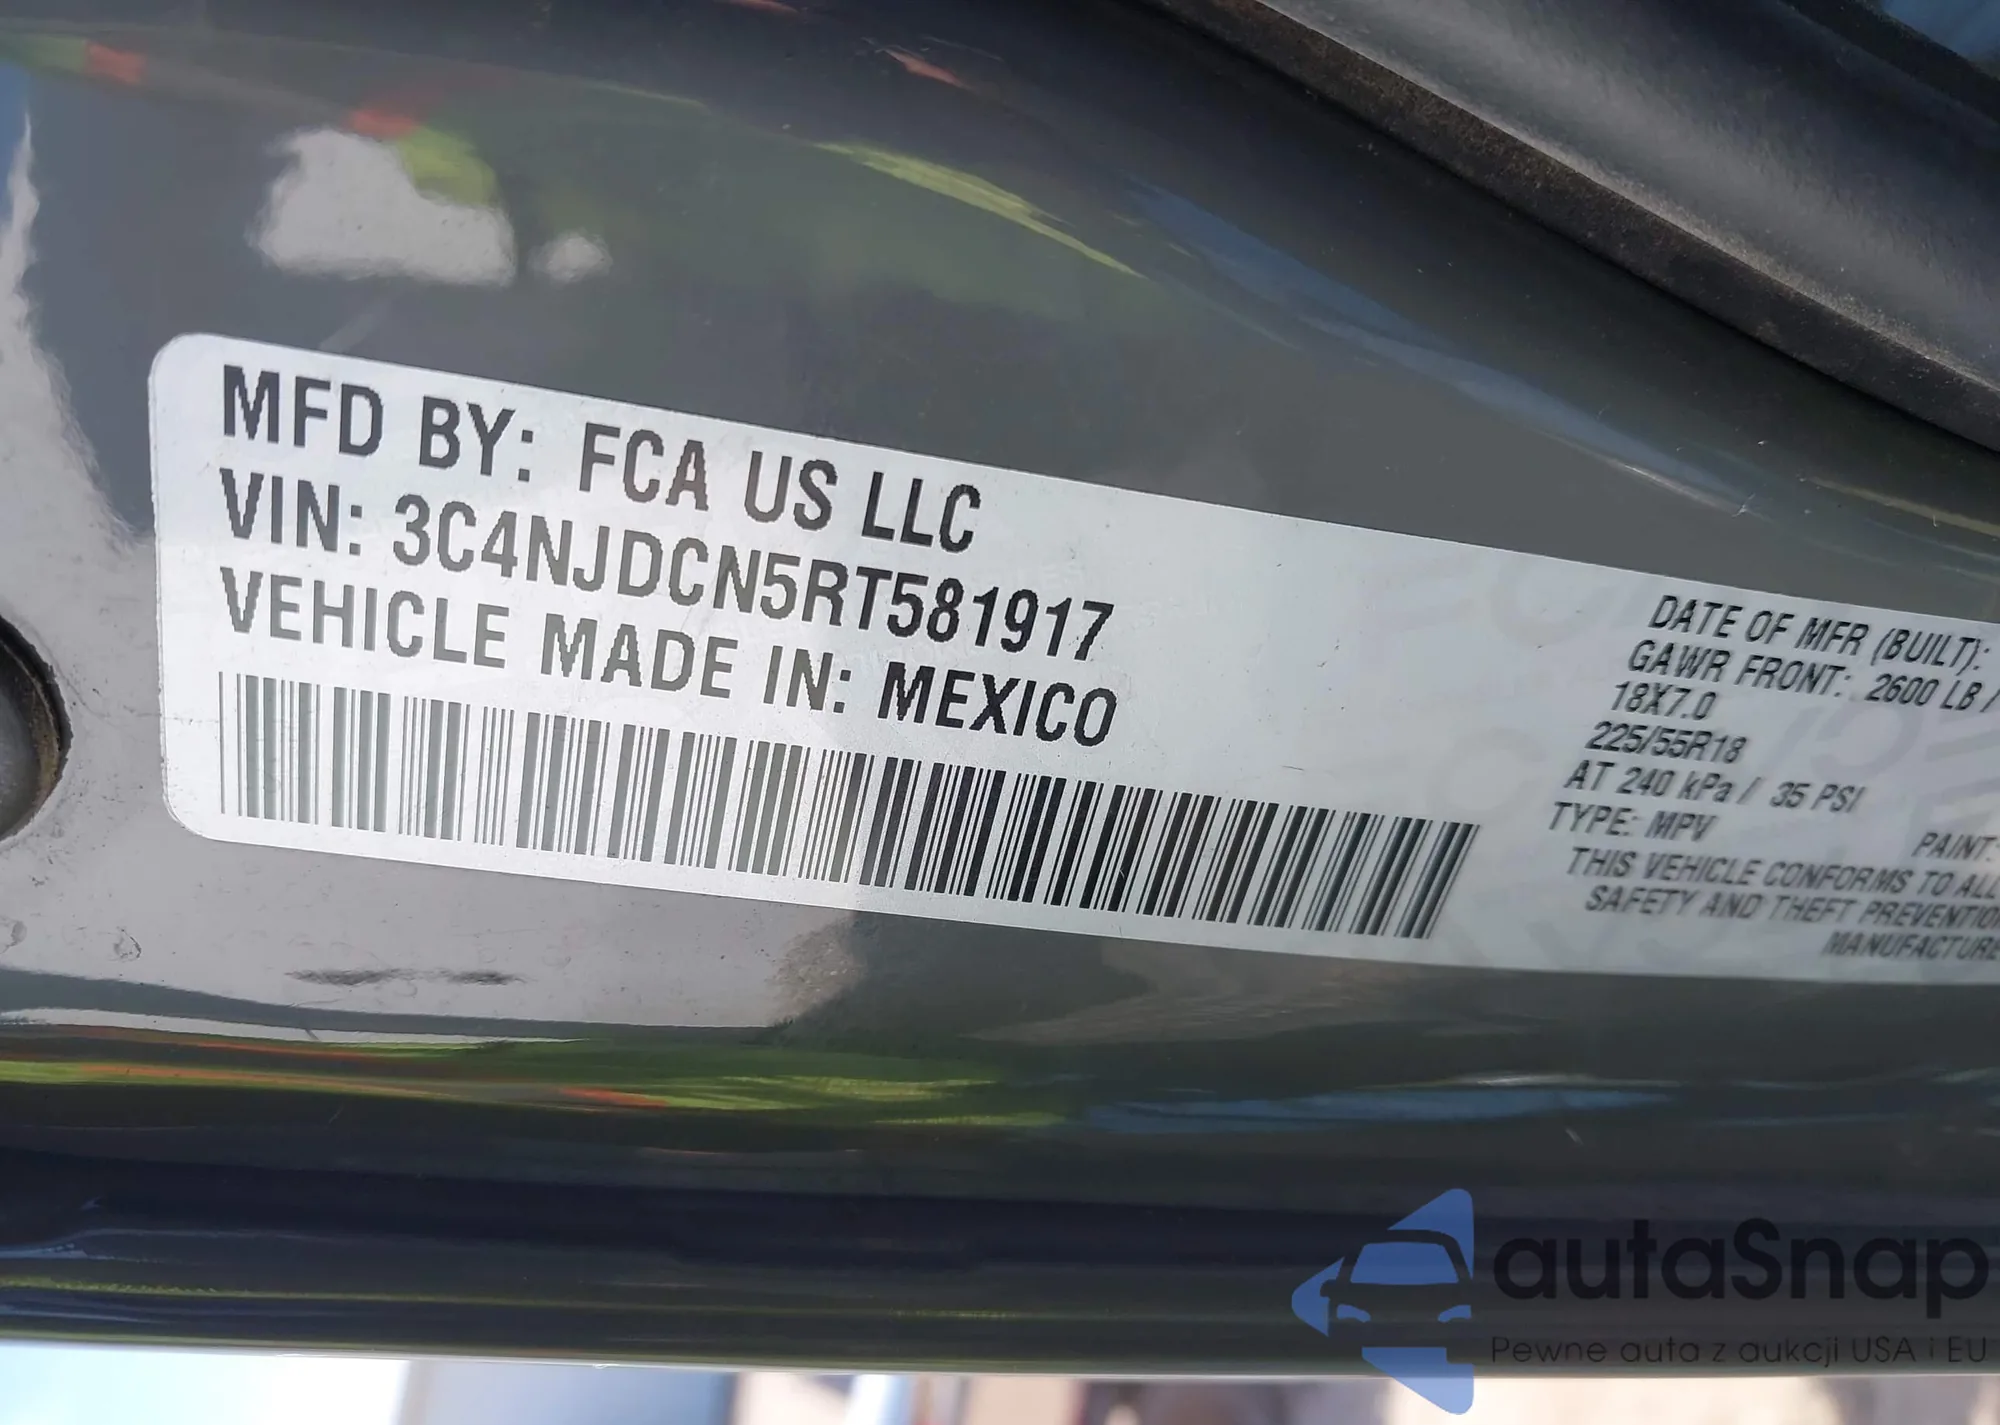 MFD BY: FCA US LLC
VIN: 3C4NJDCN5RT581917
VEHICLE MADE IN: MEXICO
DATE OF MFR (BUILT):
GAWR FRONT: 2600 LB /
18X7.0
225/55R18
AT 240 kPa / 35 PSI
TYPE: MPV
PAINT:
THIS VEHICLE CONFORMS TO ALL
SAFETY AND THEFT PREVENTIO
MANUFACTURE
autaSnap
Pewne auta z aukcji USA i EU